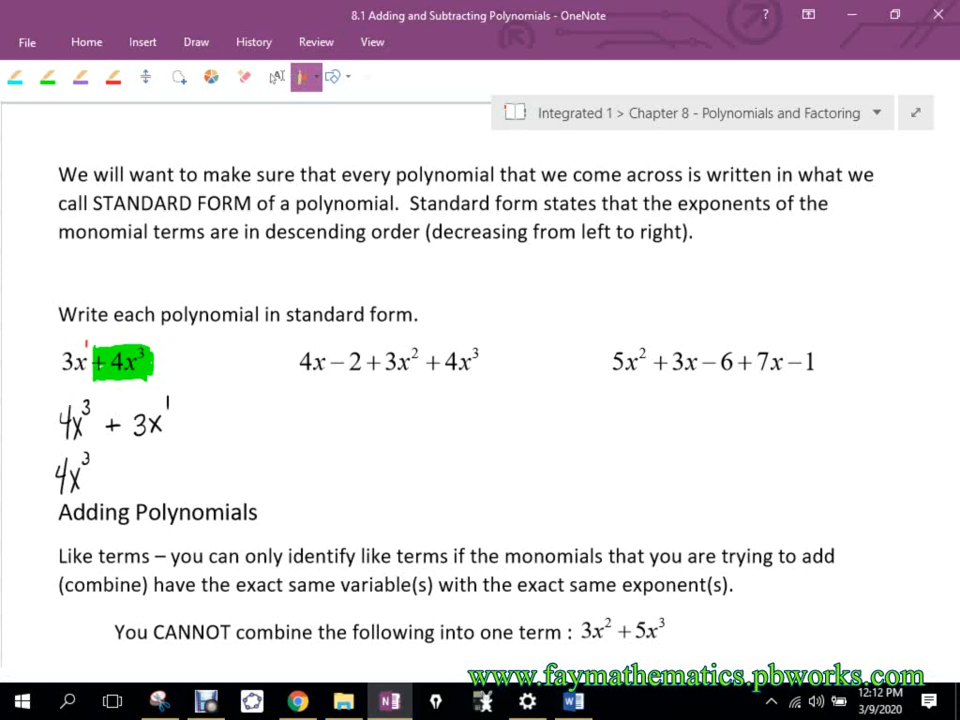 8.1 Adding and Subtracting Polynomials - OneNote
?
File Home Insert Draw History Review View
Integrated 1 > Chapter 8 - Polynomials and Factoring
We will want to make sure that every polynomial that we come across is written in what we
call STANDARD FORM of a polynomial. Standard form states that the exponents of the
monomial terms are in descending order (decreasing from left to right).
Write each polynomial in standard form.
3x¹ + 4x³ 4x − 2 + 3x² + 4x³ 5x² + 3x − 6 + 7x − 1
4x³ + 3x¹
4x³
Adding Polynomials
Like terms – you can only identify like terms if the monomials that you are trying to add
(combine) have the exact same variable(s) with the exact same exponent(s).
You CANNOT combine the following into one term : 3x² + 5x³
www.faymathematics.pbworks.com
12:12 PM
3/9/2020